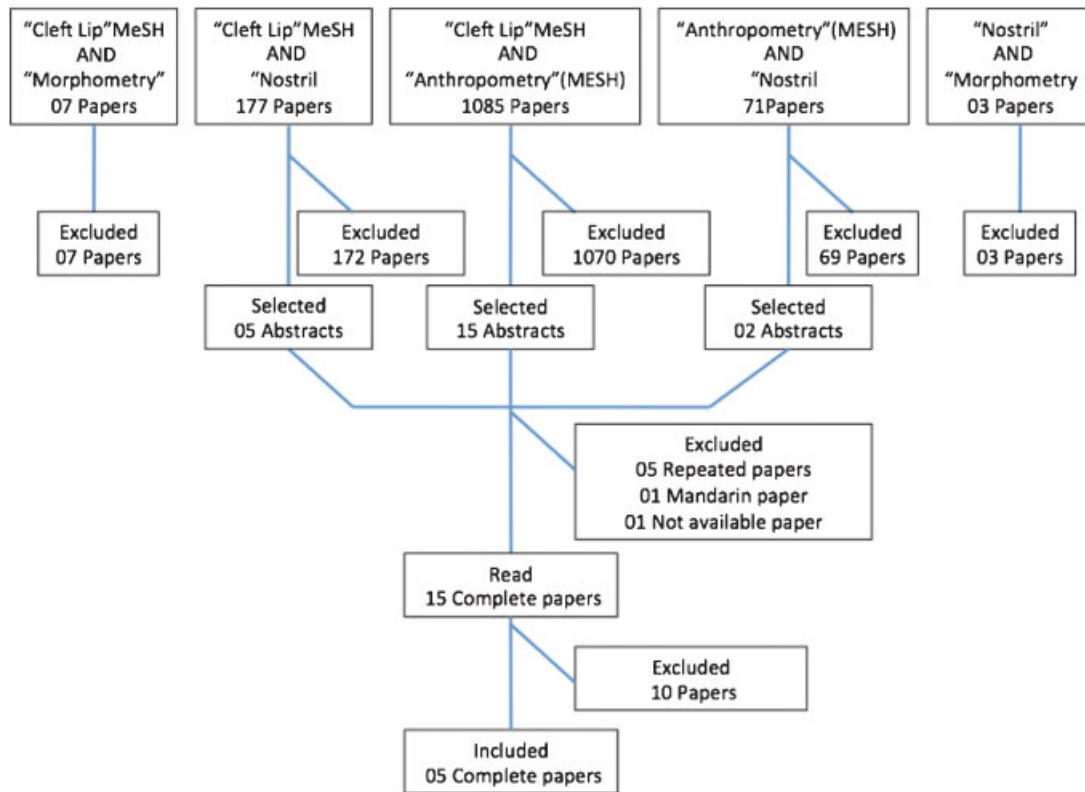 “Cleft Lip”MeSH
AND
“Morphometry”
07 Papers
“Cleft Lip”MeSH
AND
“Nostril
177 Papers
“Cleft Lip”MeSH
AND
“Anthropometry”(MESH)
1085 Papers
“Anthropometry”(MESH)
AND
“Nostril
71Papers
“Nostril”
AND
“Morphometry
03 Papers
Excluded
07 Papers
Excluded
172 Papers
Excluded
1070 Papers
Excluded
69 Papers
Excluded
03 Papers
Selected
05 Abstracts
Selected
15 Abstracts
Selected
02 Abstracts
Excluded
05 Repeated papers
01 Mandarin paper
01 Not available paper
Read
15 Complete papers
Excluded
10 Papers
Included
05 Complete papers